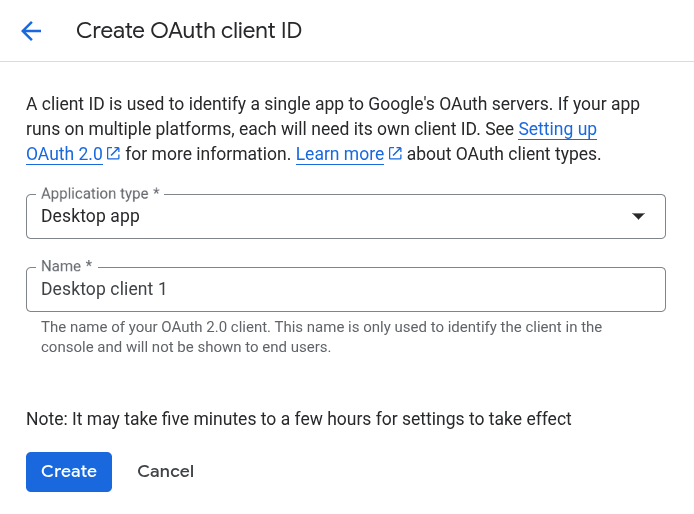 Create OAuth client ID
A client ID is used to identify a single app to Google's OAuth servers. If your app
runs on multiple platforms, each will need its own client ID. See Setting up
OAuth 2.0 for more information. Learn more about OAuth client types.
Application type *
Desktop app
Name *
Desktop client 1
The name of your OAuth 2.0 client. This name is only used to identify the client in the
console and will not be shown to end users.
Note: It may take five minutes to a few hours for settings to take effect
Create Cancel